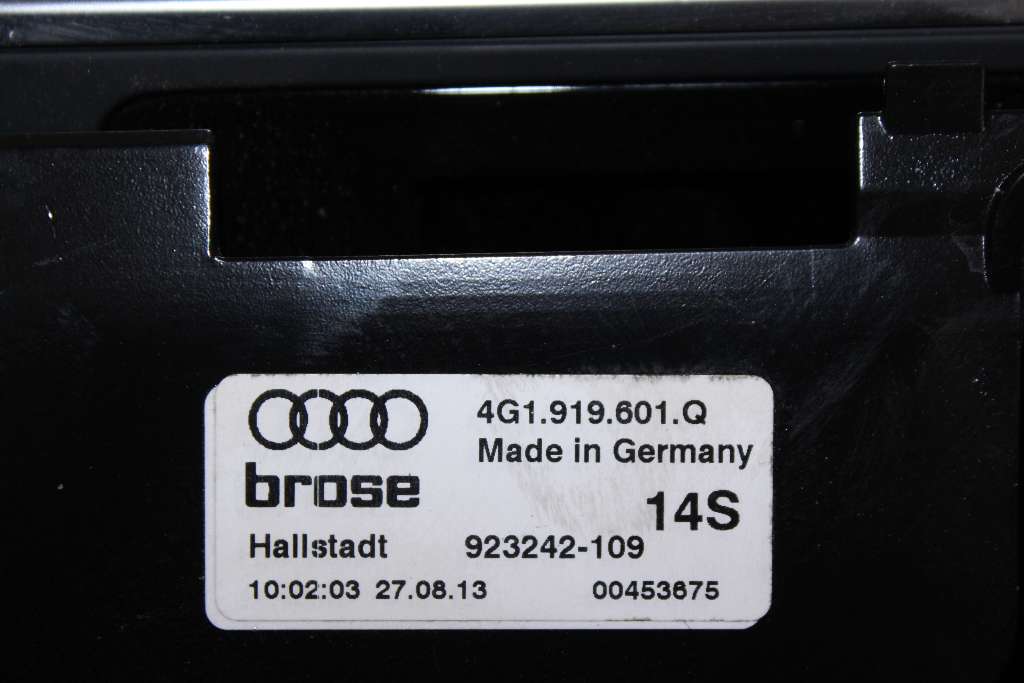 4G1.919.601.Q
Made in Germany
brose
14S
Hallstadt 923242-109
10:02:03 27.08.13 00453675